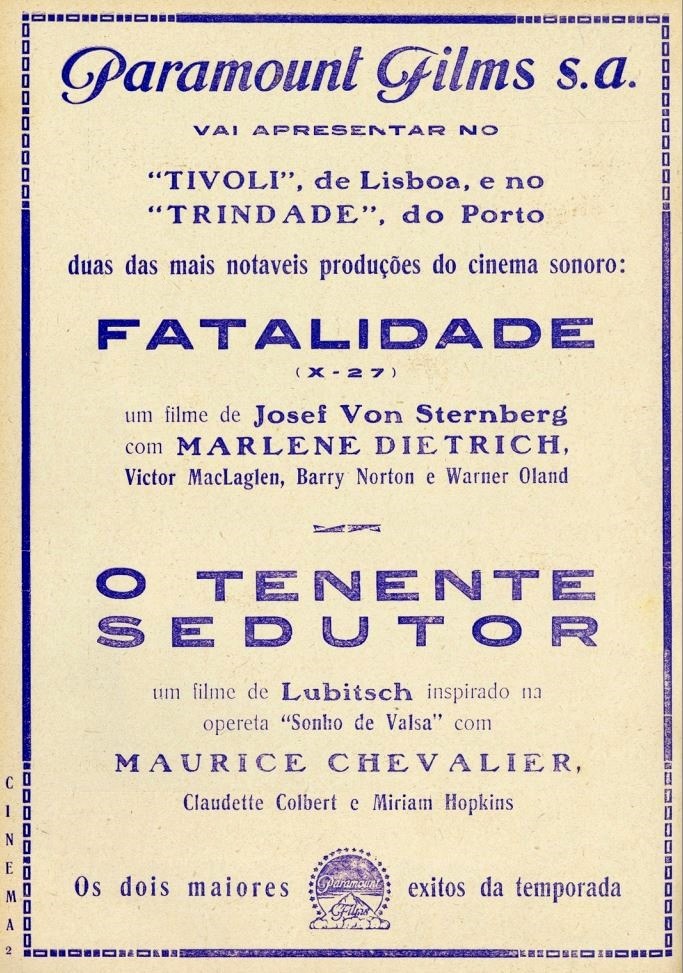 Paramount Films s.a.
VAI APRESENTAR NO
"TIVOLI", de Lisboa, e no
"TRINDADE", do Porto
duas das mais notaveis produções do cinema sonoro:
FATALIDADE
(X-27)
um filme de Josef Von Sternberg
com MARLENE DIETRICH,
Victor MacLaglen, Barry Norton e Warner Oland
O TENENTE
SEDUTOR
um filme de Lubitsch inspirado na
opereta "Sonho de Valsa" com
MAURICE CHEVALIER,
Claudette Colbert e Miriam Hopkins
Os dois maiores exitos da temporada
Paramount
Films
CINEMA
2